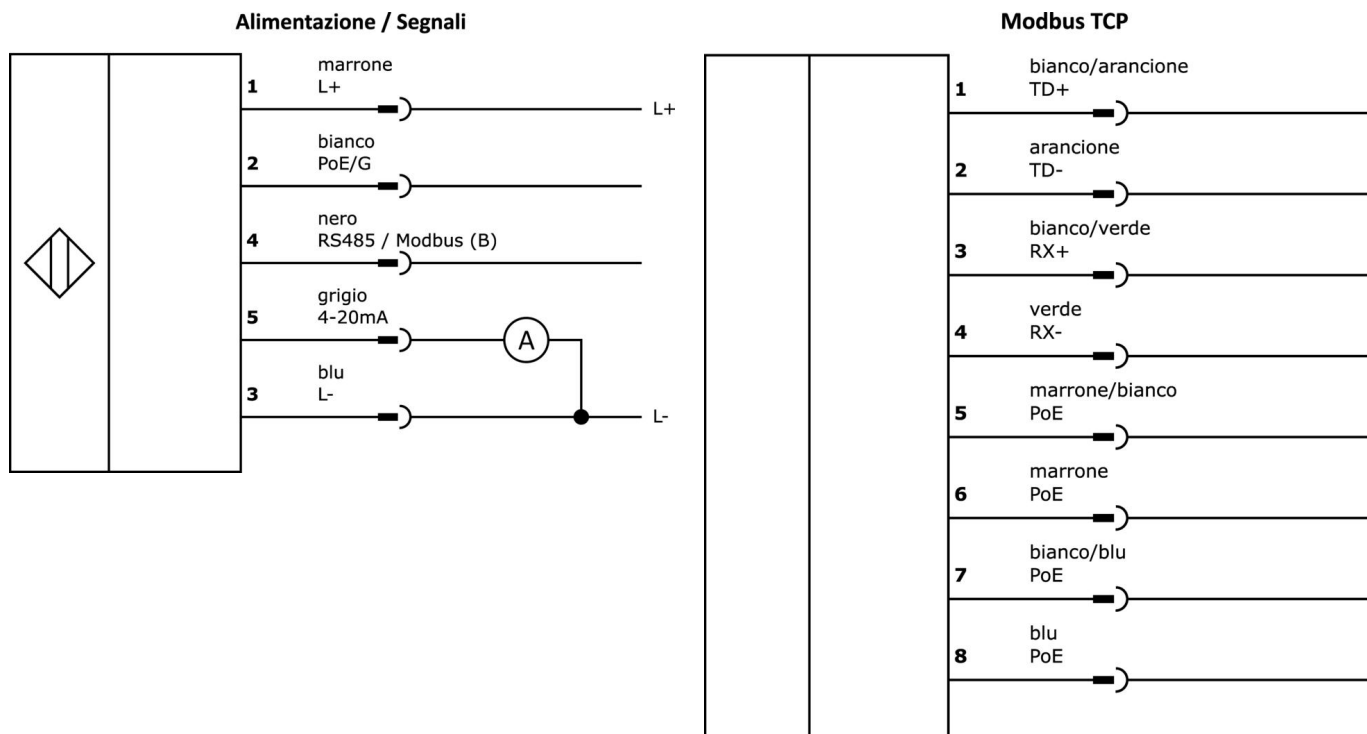 Alimentazione / Segnali
marrone
1 L+
L+
bianco
2 PoE/G
nero
4 RS485 / Modbus (B)
grigio
5 4-20mA
A
blu
3 L-
L-
Modbus TCP
bianco/arancione
1 TD+
arancione
2 TD-
bianco/verde
3 RX+
verde
4 RX-
marrone/bianco
5 PoE
marrone
6 PoE
bianco/blu
7 PoE
blu
8 PoE